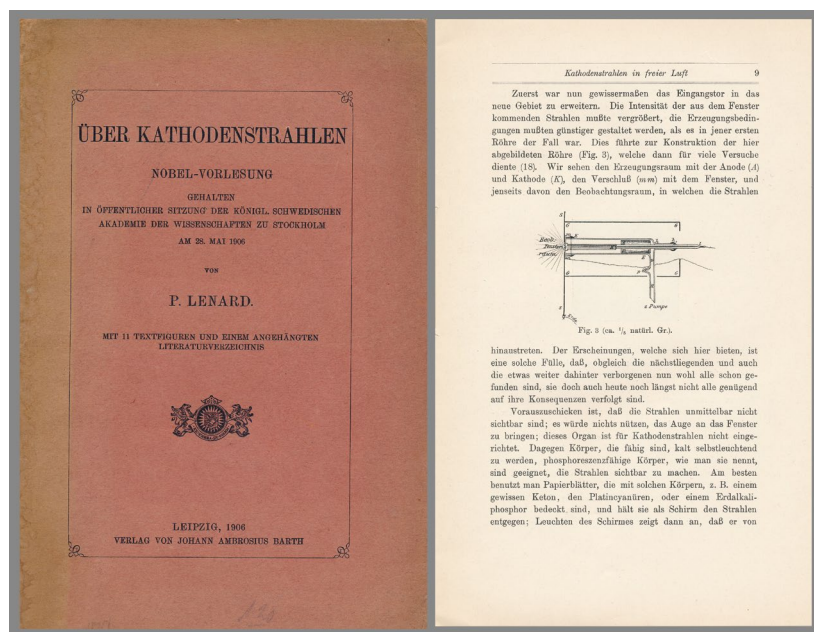 ÜBER KATHODENSTRAHLEN
NOBEL-VORLESUNG
GEHALTEN
IN ÖFFENTLICHER SITZUNG DER KÖNIGL. SCHWEDISCHEN
AKADEMIE DER WISSENSCHAFTEN ZU STOCKHOLM
AM 28. MAI 1906
VON
P. LENARD.
MIT 11 TEXTFIGUREN UND EINEM ANGEHÄNGTEN
LITERATURVERZEICHNIS
LEIPZIG, 1906
VERLAG VON JOHANN AMBROSIUS BARTH
Kathodenstrahlen in freier Luft 9
Zuerst war nun gewissermaßen das Eingangstor in das
neue Gebiet zu erweitern. Die Intensität der aus dem Fenster
kommenden Strahlen mußte vergrößert, die Erzeugungsbedin-
gungen mußten günstiger gestaltet werden, als es in jener ersten
Röhre der Fall war. Dies führte zur Konstruktion der hier
abgebildeten Röhre (Fig. 3), welche dann für viele Versuche
diente (18). Wir sehen den Erzeugungsraum mit der Anode (A)
und Kathode (K), den Verschluß (mm) mit dem Fenster, und
jenseits davon den Beobachtungsraum, in welchen die Strahlen
z. Pumpe
Fig. 3 (ca. 1/5 natürl. Gr.).
hinaustreten. Der Erscheinungen, welche sich hier bieten, ist
eine solche Fülle, daß, obgleich die nächstliegenden und auch
die etwas weiter dahinter verborgenen nun wohl alle schon ge-
funden sind, sie doch auch heute noch längst nicht alle genügend
auf ihre Konsequenzen verfolgt sind.
Vorauszuschicken ist, daß die Strahlen unmittelbar nicht
sichtbar sind; es würde nichts nützen, das Auge an das Fenster
zu bringen; dieses Organ ist für Kathodenstrahlen nicht einge-
richtet. Dagegen Körper, die fähig sind, kalt selbstleuchtend
zu werden, phosphoreszenzfähige Körper, wie man sie nennt,
sind geeignet, die Strahlen sichtbar zu machen. Am besten
benutzt man Papierblätter, die mit solchen Körpern, z. B. einem
gewissen Keton, den Platincyanüren, oder einem Erdalkali-
phosphor bedeckt sind, und hält sie als Schirm den Strahlen
entgegen; Leuchten des Schirmes zeigt dann an, daß er von